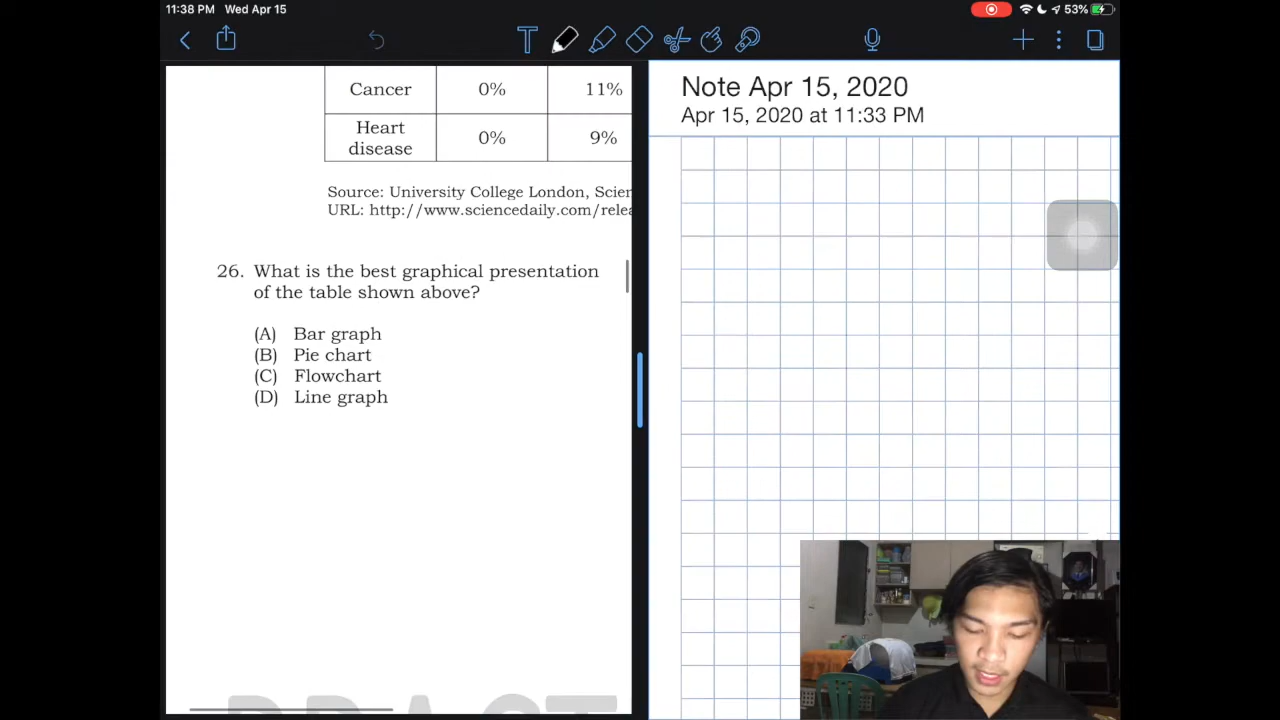 11:38 PM Wed Apr 15
53%
Cancer 0% 11%
Heart disease 0% 9%
Source: University College London, Scien
URL: http://www.sciencedaily.com/relea
26. What is the best graphical presentation
of the table shown above?
(A) Bar graph
(B) Pie chart
(C) Flowchart
(D) Line graph
Note Apr 15, 2020
Apr 15, 2020 at 11:33 PM